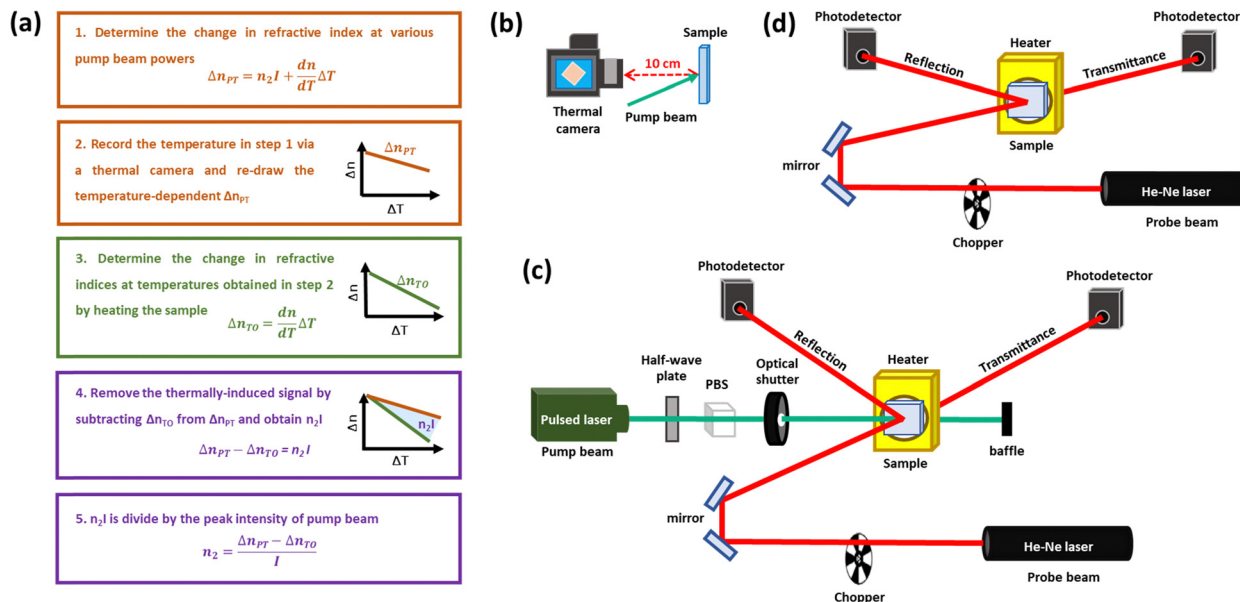 (a)
1. Determine the change in refractive index at various
pump beam powers
Δn_PT = n₂I + dn/dT ΔT
2. Record the temperature in step 1 via
a thermal camera and re-draw the
temperature-dependent Δn_PT
Δn
Δn_PT
ΔT
3. Determine the change in refractive
indices at temperatures obtained in step 2
by heating the sample
Δn_TO = dn/dT ΔT
Δn
Δn_TO
ΔT
4. Remove the thermally-induced signal by
subtracting Δn_TO from Δn_PT and obtain n₂I
Δn_PT − Δn_TO = n₂I
Δn
n₂I
ΔT
5. n₂I is divide by the peak intensity of pump beam
n₂ = (Δn_PT − Δn_TO)/I
(b)
Sample
10 cm
Thermal
camera
Pump beam
(d)
Photodetector
Photodetector
Heater
Reflection
Transmittance
Sample
mirror
He-Ne laser
Probe beam
Chopper
(c)
Photodetector
Photodetector
Reflection
Transmittance
Heater
Half-wave
plate
PBS
Optical
shutter
Pulsed laser
Pump beam
Sample
baffle
mirror
He-Ne laser
Probe beam
Chopper